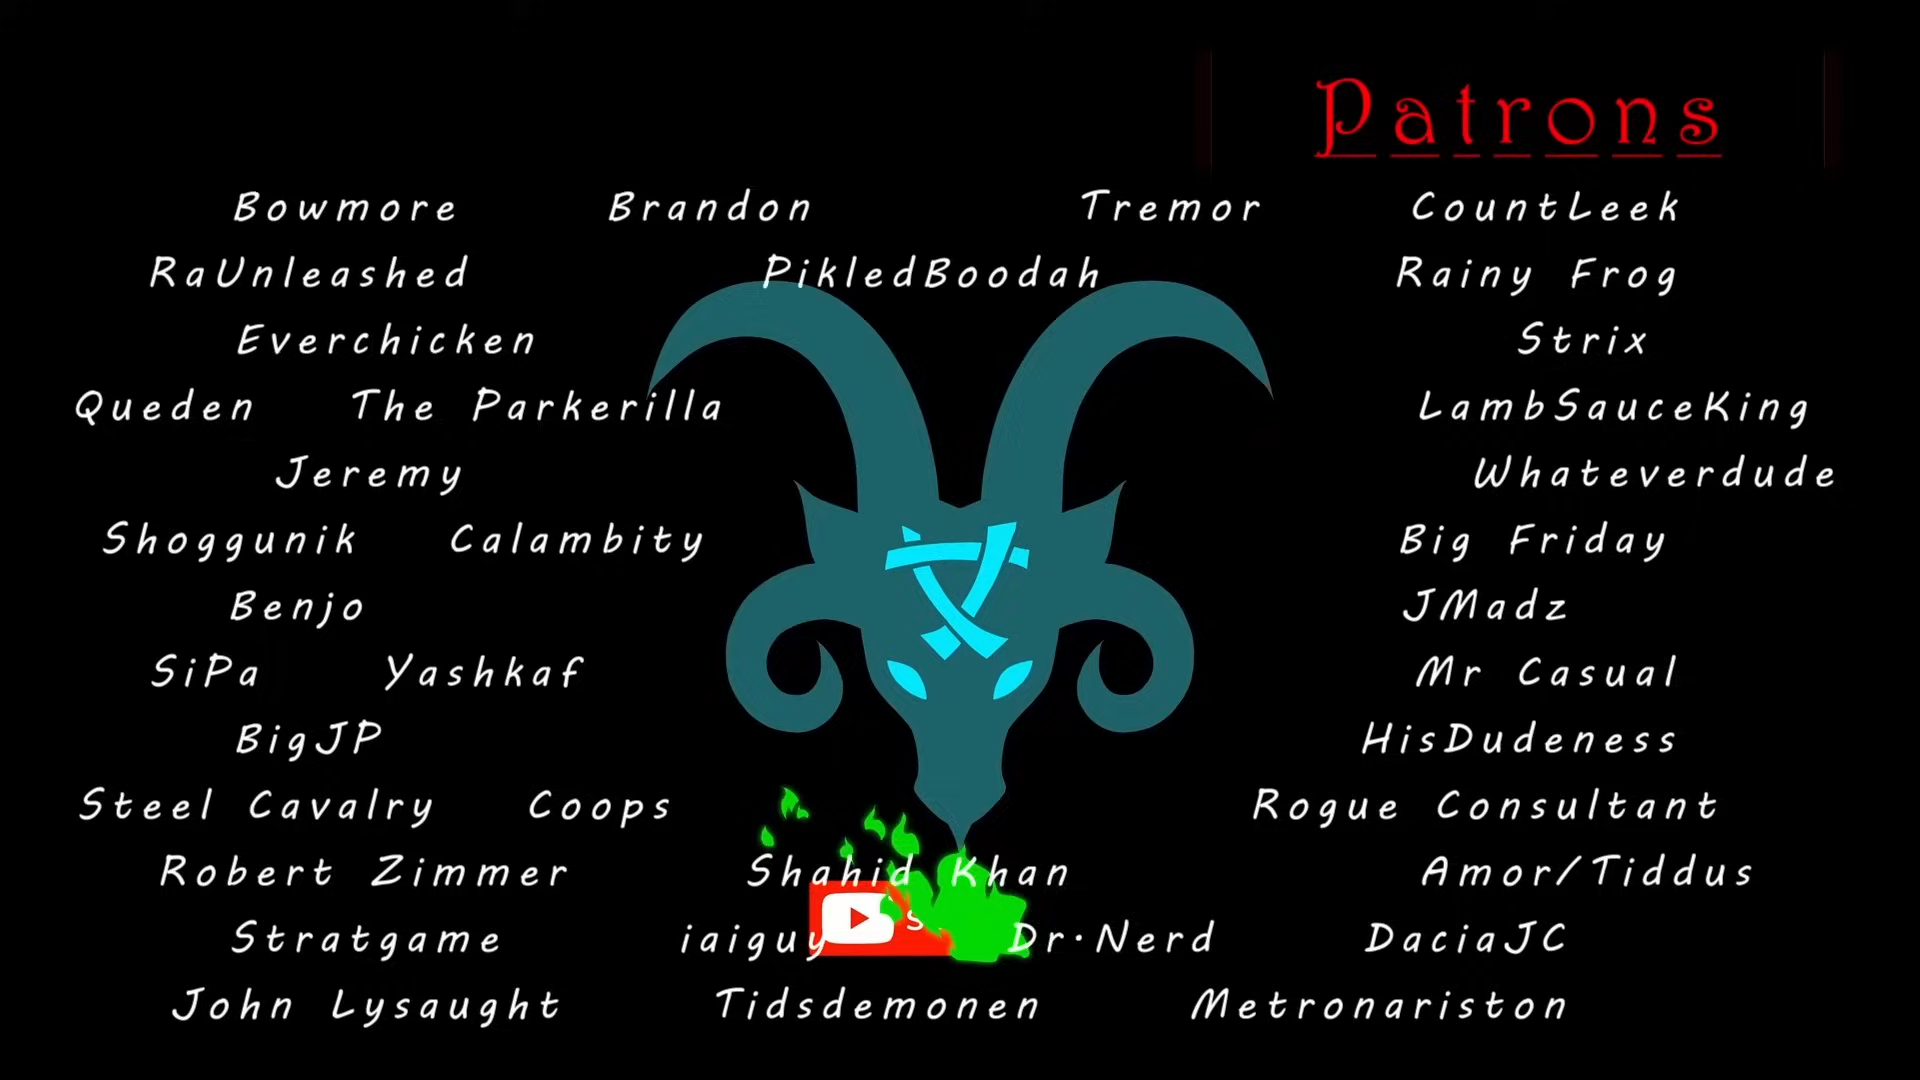 Patrons
Bowmore Brandon Tremor CountLeek
RaUnleashed PikledBoodah Rainy Frog
Everchicken Strix
Queden The Parkerilla LambSauceKing
Jeremy Whateverdude
Shoggunik Calambity Big Friday
Benjo JMadz
SiPa Yashkaf Mr Casual
BigJP HisDudeness
Steel Cavalry Coops Rogue Consultant
Robert Zimmer Shahid Khan Amor/Tiddus
Stratgame iaiguy Dr.Nerd DaciaJC
John Lysaught Tidsdemonen Metronariston